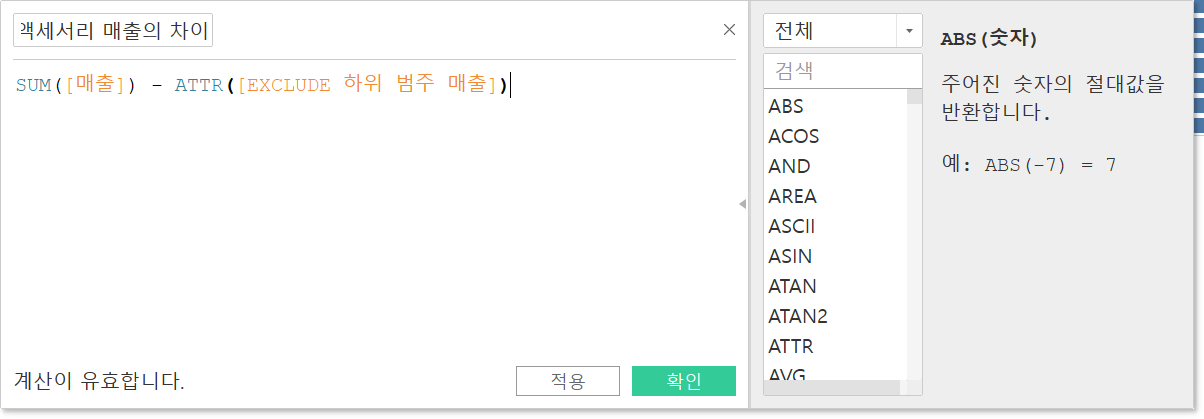 액세서리 매출의 차이
SUM([매출]) - ATTR([EXCLUDE 하위 범주 매출])
계산이 유효합니다.
적용
확인
전체
검색
ABS
ACOS
AND
AREA
ASCII
ASIN
ATAN
ATAN2
ATTR
AVG
ABS(숫자)
주어진 숫자의 절대값을
반환합니다.
예: ABS(-7) = 7